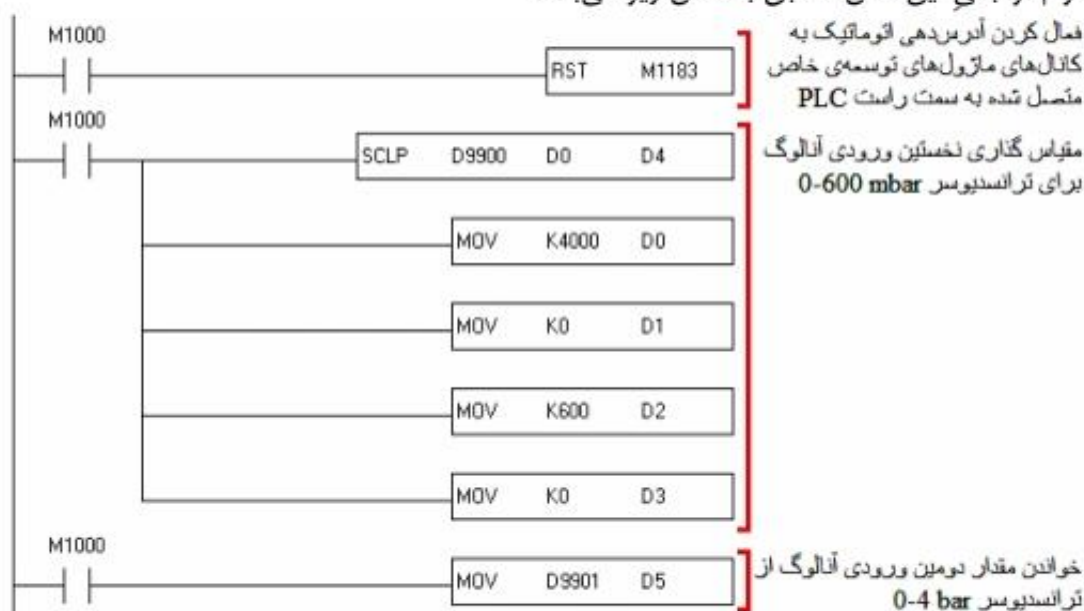 M1000
RST M1183
فعال کردن آدرس‌دهی اتوماتیک به
کانال‌های ماژول‌های توسعه‌ی خاص
متصل شده به سمت راست PLC
M1000
SCLP D9900 D0 D4
مقیاس گذاری نخستین ورودی آنالوگ
برای ترانسدیوسر 0-600 mbar
MOV K4000 D0
MOV K0 D1
MOV K600 D2
MOV K0 D3
M1000
MOV D9901 D5
خواندن مقدار دومین ورودی آنالوگ از
ترانسدیوسر 0-4 bar